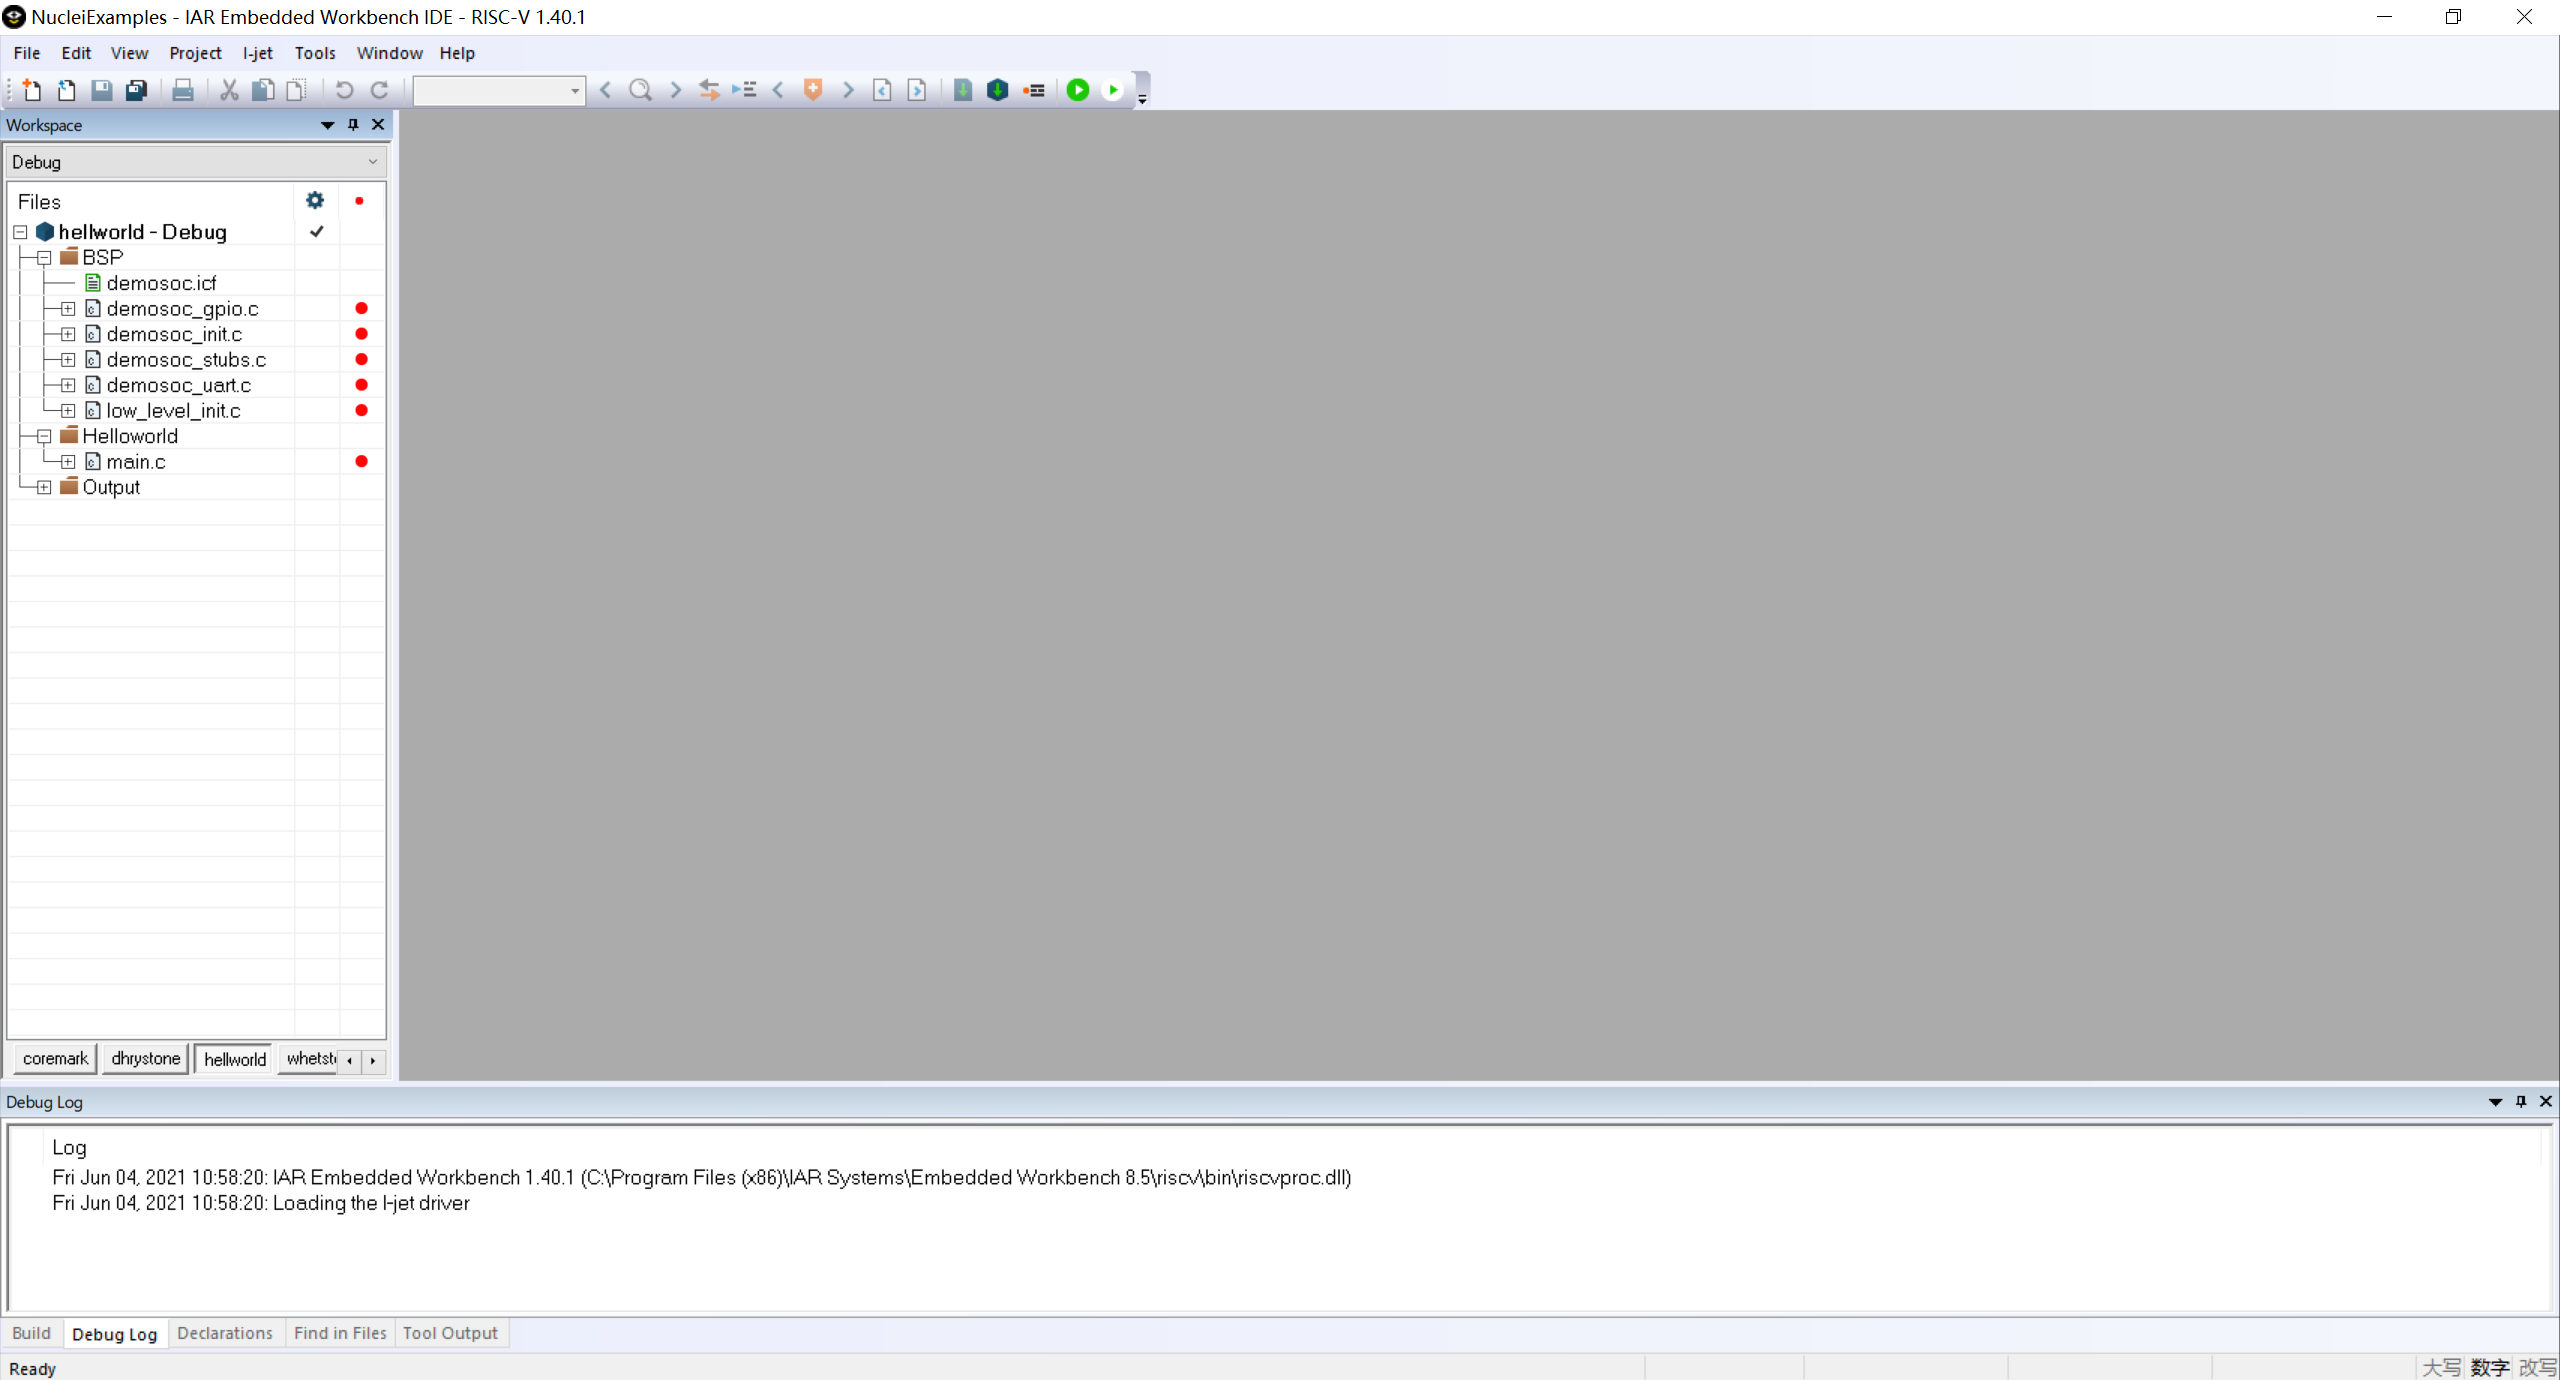 NucleiExamples - IAR Embedded Workbench IDE - RISC-V 1.40.1
File Edit View Project I-jet Tools Window Help
Workspace
Debug
Files
hellworld - Debug
BSP
demosoc.icf
demosoc_gpio.c
demosoc_init.c
demosoc_stubs.c
demosoc_uart.c
low_level_init.c
Helloworld
main.c
Output
coremark dhrystone hellworld whetst
Debug Log
Log
Fri Jun 04, 2021 10:58:20: IAR Embedded Workbench 1.40.1 (C:\Program Files (x86)\IAR Systems\Embedded Workbench 8.5\riscv\bin\riscvproc.dll)
Fri Jun 04, 2021 10:58:20: Loading the I-jet driver
Build Debug Log Declarations Find in Files Tool Output
Ready 大写 数字 改写